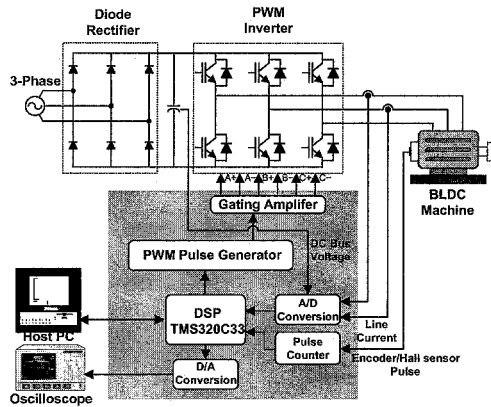 Diode
Rectifier
PWM
Inverter
3-Phase
A+ A- B+ B- C+ C-
Gating Amplifer
BLDC
Machine
PWM Pulse Generator
DC Bus
Voltage
DSP
TMS320C33
A/D
Conversion
Line
Current
Host PC
Pulse
Counter
Encoder/Hall sensor
Pulse
D/A
Conversion
Oscilloscope